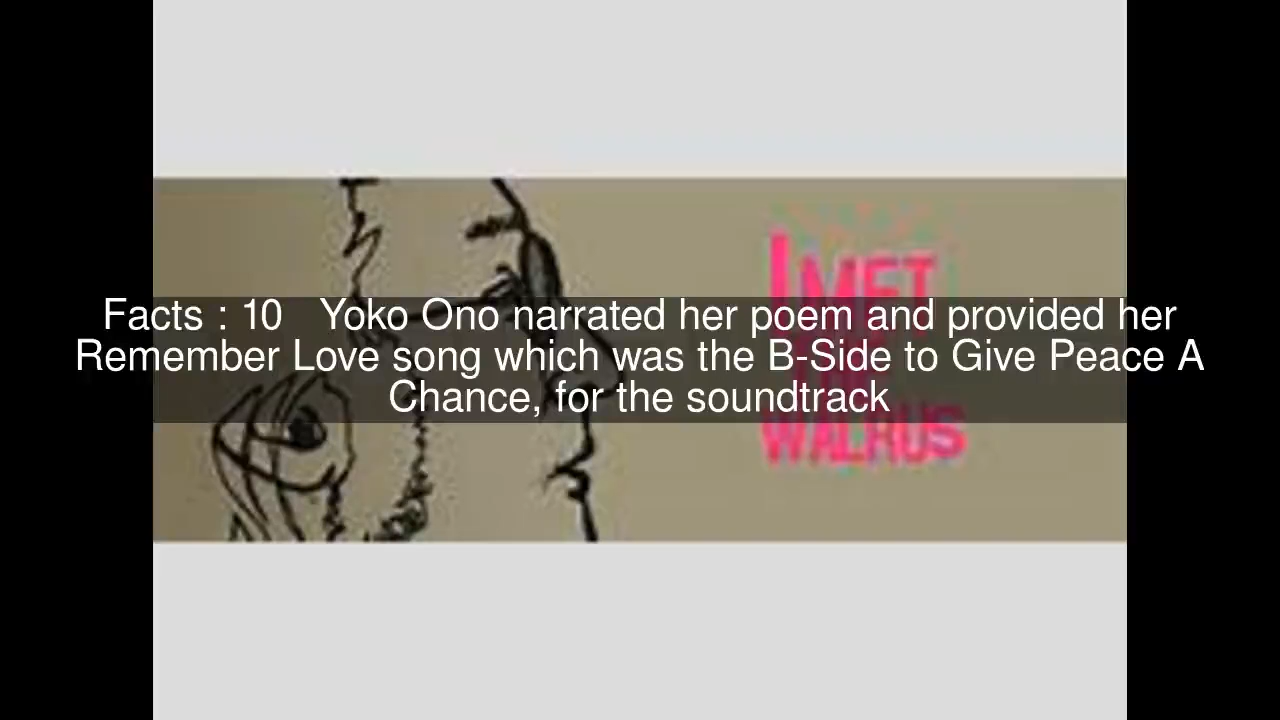 I MET
WALRUS
Facts : 10   Yoko Ono narrated her poem and provided her
Remember Love song which was the B-Side to Give Peace A
Chance, for the soundtrack